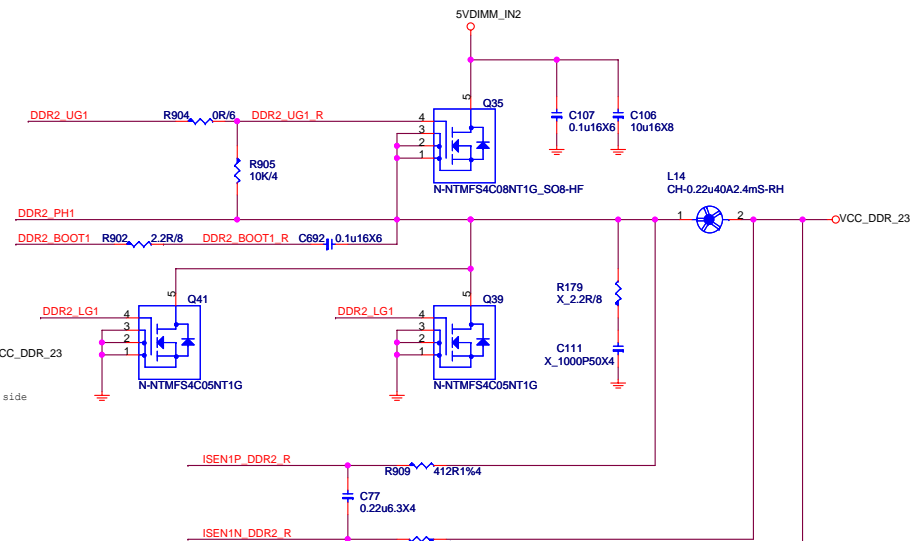 5VDIMM_IN2
5
Q35
DDR2_UG1
R904
0R/6
DDR2_UG1_R
4
3
2
1
C107
0.1u16X6
C106
10u16X8
R905
10K/4
N-NTMFS4C08NT1G_SO8-HF
L14
CH-0.22u40A2.4mS-RH
DDR2_PH1
1
2
VCC_DDR_23
DDR2_BOOT1
R902
2.2R/8
DDR2_BOOT1_R
C692
0.1u16X6
5
Q41
5
Q39
R179
X_2.2R/8
DDR2_LG1
4
3
2
1
DDR2_LG1
4
3
2
1
CC_DDR_23
C111
X_1000P50X4
N-NTMFS4C05NT1G
N-NTMFS4C05NT1G
side
ISEN1P_DDR2_R
R909
412R1%4
C77
0.22u6.3X4
ISEN1N_DDR2_R